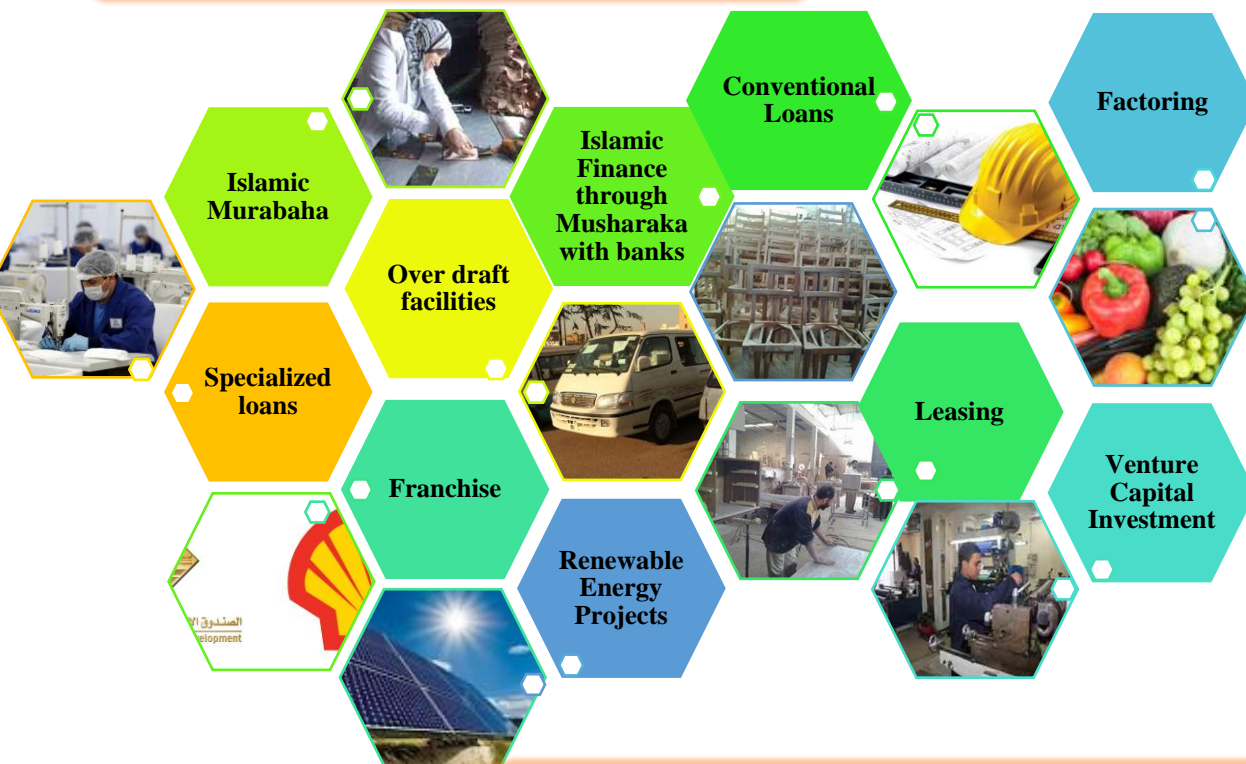 Conventional
Loans
Factoring
Islamic
Finance
through
Musharaka
with banks
Islamic
Murabaha
Over draft
facilities
Specialized
loans
Leasing
Franchise
Venture
Capital
Investment
Renewable
Energy
Projects
الصندوق
elopment